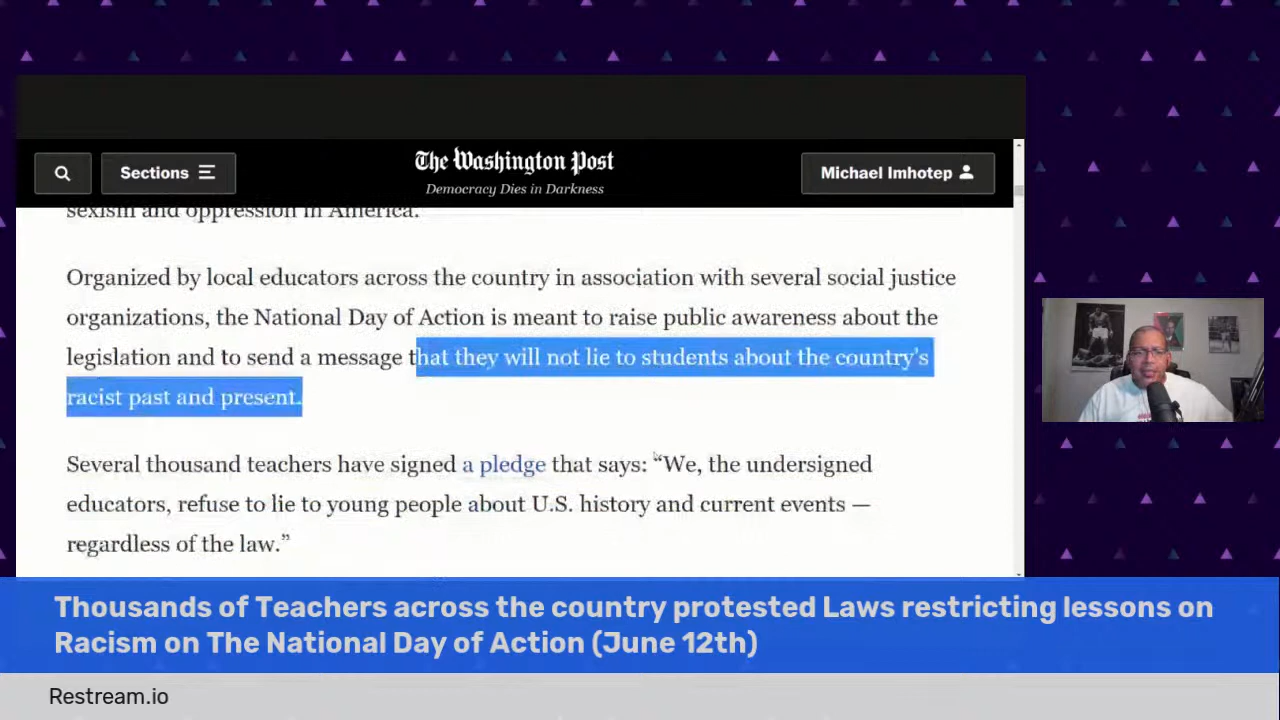 The Washington Post
Sections
Democracy Dies in Darkness
Michael Imhotep
sexism and oppression in America.
Organized by local educators across the country in association with several social justice
organizations, the National Day of Action is meant to raise public awareness about the
legislation and to send a message that they will not lie to students about the country's
racist past and present.
Several thousand teachers have signed a pledge that says: “We, the undersigned
educators, refuse to lie to young people about U.S. history and current events —
regardless of the law.”
Thousands of Teachers across the country protested Laws restricting lessons on
Racism on The National Day of Action (June 12th)
Restream.io